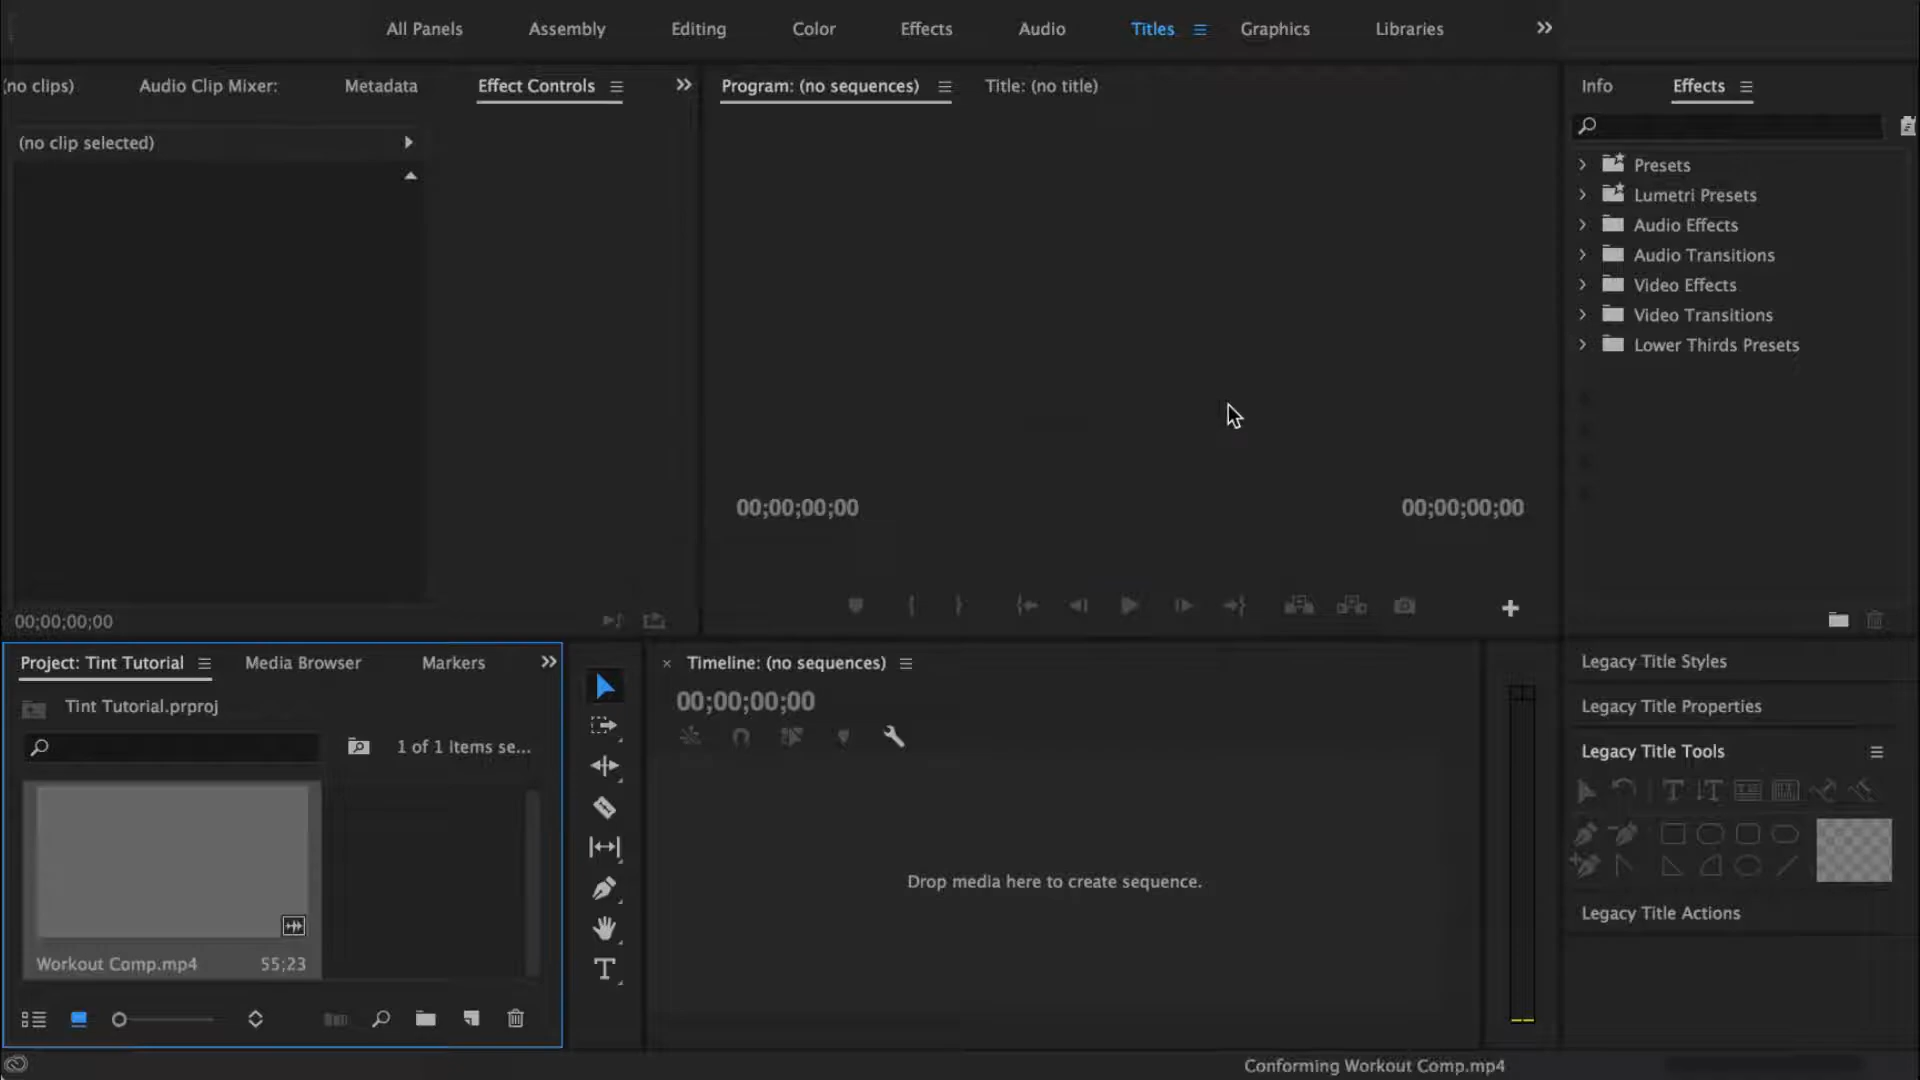 All Panels Assembly Editing Color Effects Audio Titles Graphics Libraries
(no clips) Audio Clip Mixer: Metadata Effect Controls
Program: (no sequences) Title: (no title)
Info Effects
(no clip selected)
Presets
Lumetri Presets
Audio Effects
Audio Transitions
Video Effects
Video Transitions
Lower Thirds Presets
00;00;00;00 00;00;00;00
00;00;00;00
Project: Tint Tutorial Media Browser Markers
Tint Tutorial.prproj
1 of 1 items se...
Workout Comp.mp4 55;23
Timeline: (no sequences)
00;00;00;00
Drop media here to create sequence.
Legacy Title Styles
Legacy Title Properties
Legacy Title Tools
Legacy Title Actions
Conforming Workout Comp.mp4